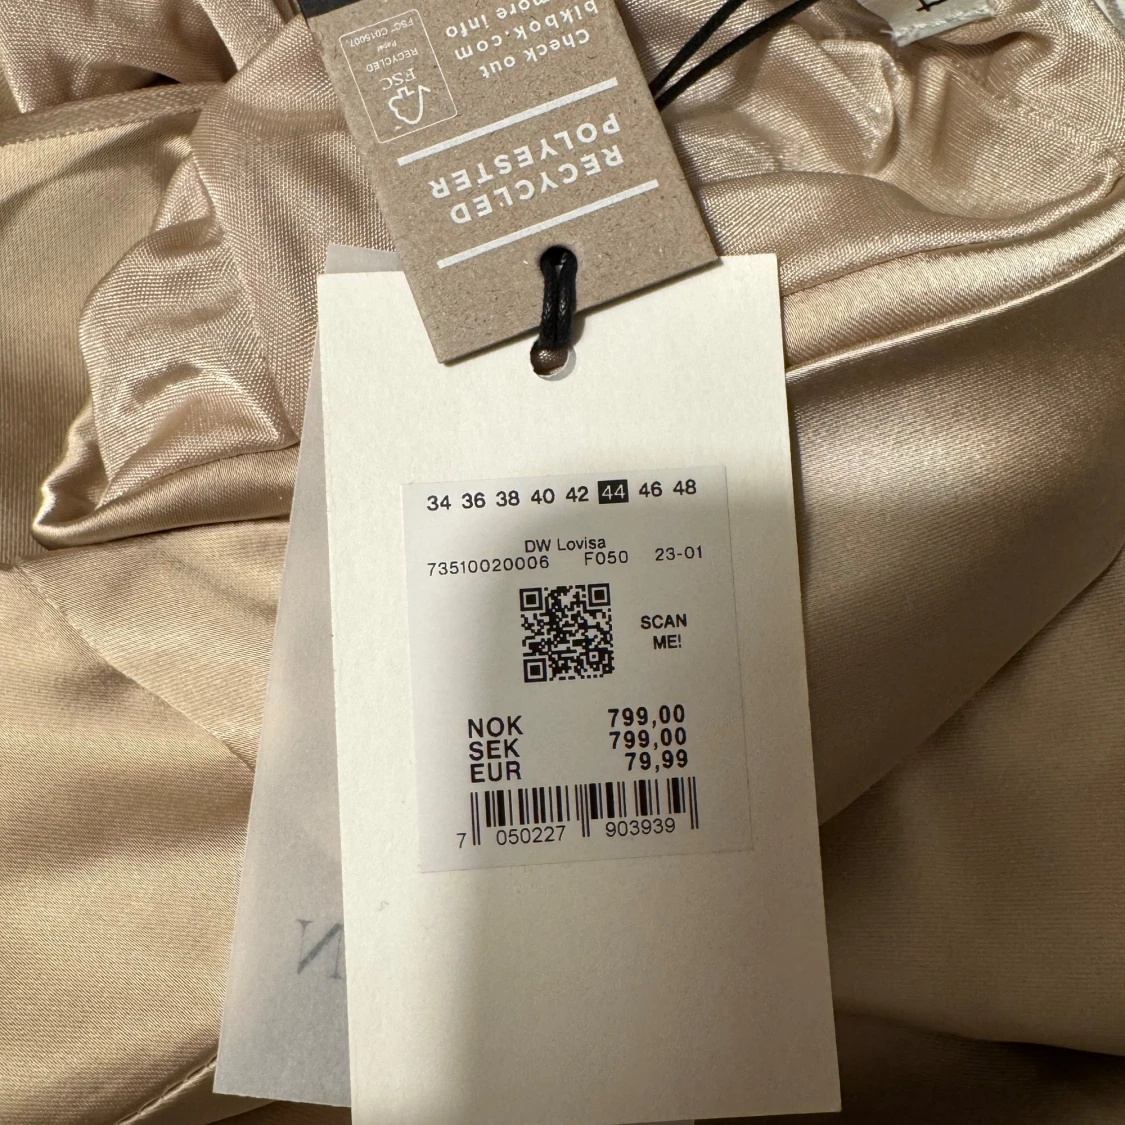 Check out
bikbok.com
more info
FSC
RECYCLED
Paper
FSC® C015007
RECYCLED
POLYESTER
34 36 38 40 42 44 46 48
DW Lovisa
73510020006 F050 23-01
SCAN
ME!
NOK 799,00
SEK 799,00
EUR 79,99
7 050227 903939